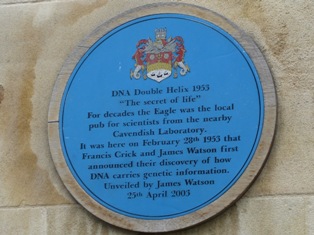 DNA Double Helix 1953
"The secret of life"
For decades the Eagle was the local
pub for scientists from the nearby
Cavendish Laboratory.
It was here on February 28th 1953 that
Francis Crick and James Watson first
announced their discovery of how
DNA carries genetic information.
Unveiled by James Watson
25th April 2003